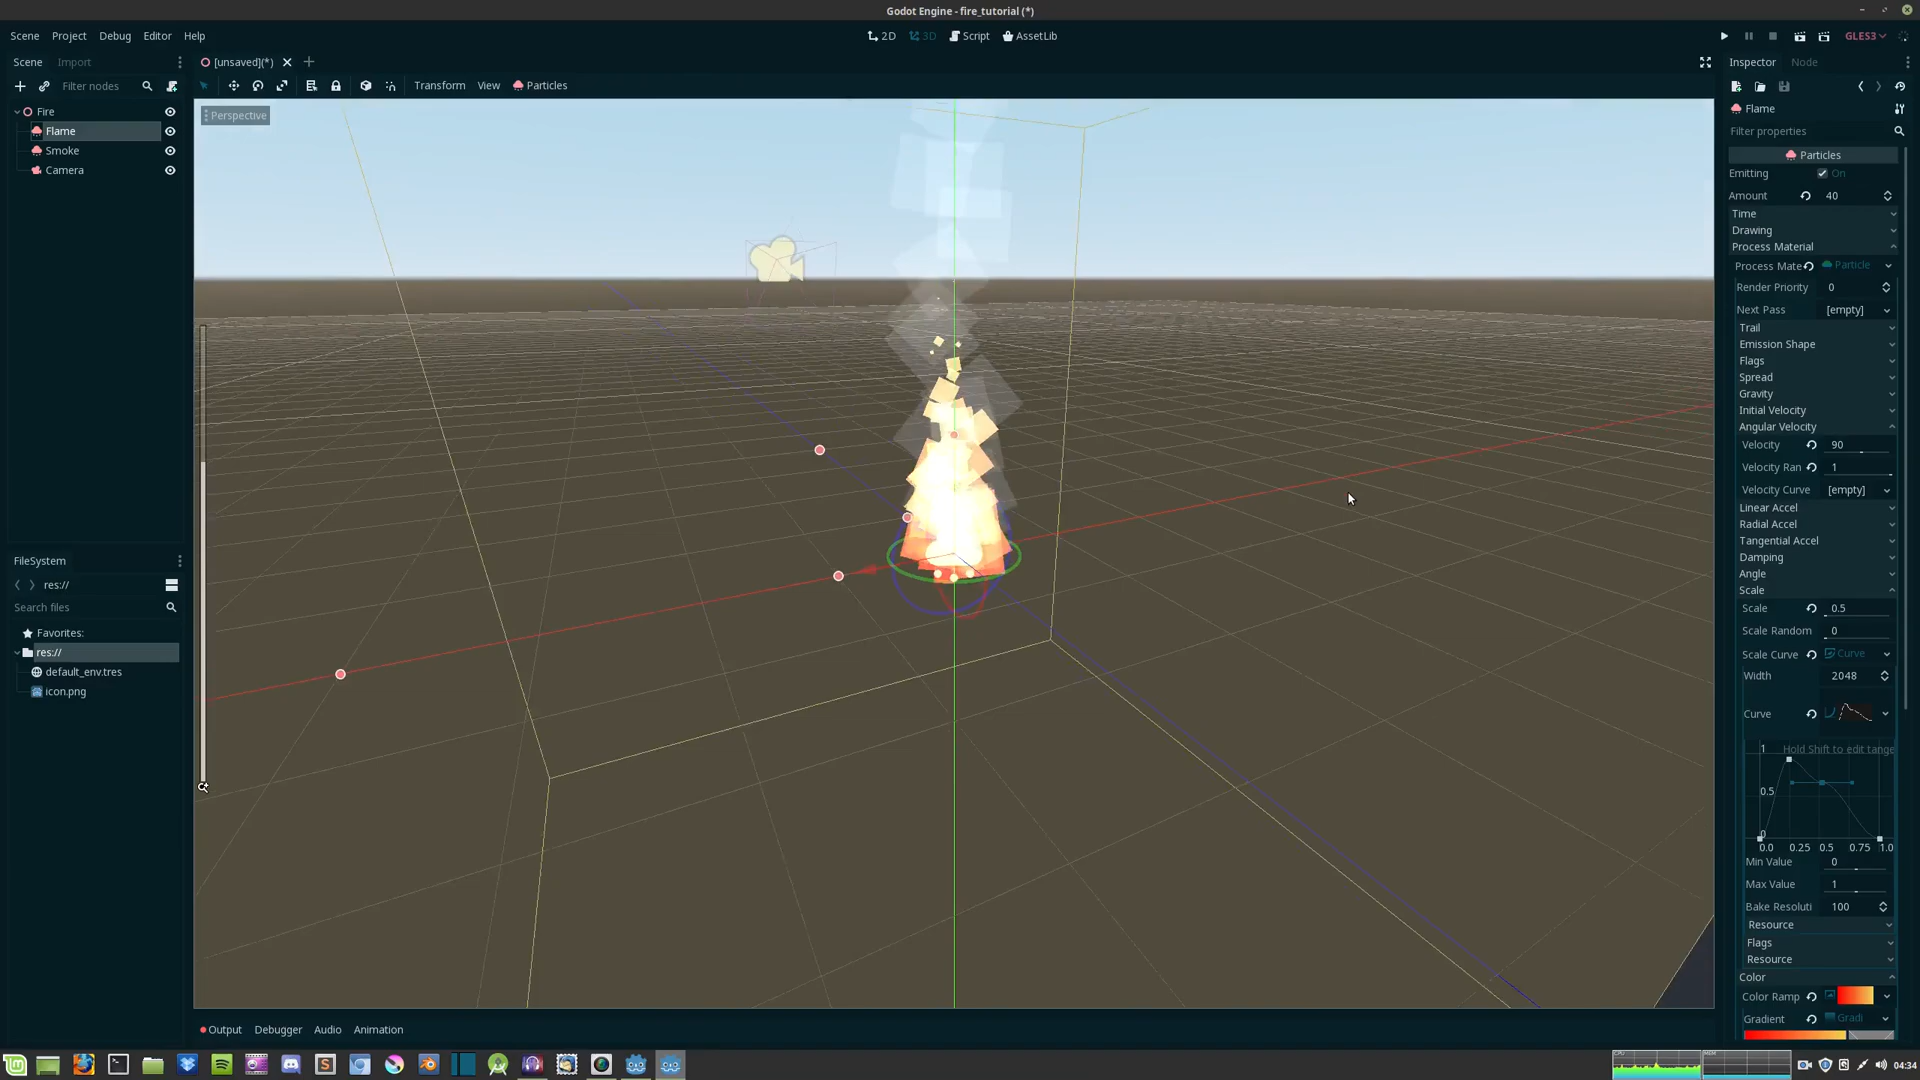 Godot Engine - fire_tutorial (*)
Scene Project Debug Editor Help
2D 3D Script AssetLib
GLES3
Scene Import
[unsaved](*)
Inspector Node
Filter nodes
Transform View Particles
Fire
Flame
Smoke
Camera
Perspective
Flame
Filter properties
Particles
Emitting On
Amount 40
Time
Drawing
Process Material
Process Mate Particle
Render Priority 0
Next Pass [empty]
Trail
Emission Shape
Flags
Spread
Gravity
Initial Velocity
Angular Velocity
Velocity 90
Velocity Ran 1
Velocity Curve [empty]
Linear Accel
Radial Accel
Tangential Accel
Damping
Angle
Scale
Scale 0.5
Scale Random 0
Scale Curve Curve
Width 2048
Curve
1 Hold Shift to edit tange
0.5
0
0.0 0.25 0.5 0.75 1.0
Min Value 0
Max Value 1
Bake Resoluti 100
Resource
Flags
Resource
Color
Color Ramp
Gradient Gradi
FileSystem
res://
Search files
Favorites:
res://
default_env.tres
icon.png
Output Debugger Audio Animation
CPU
MEM
04:34